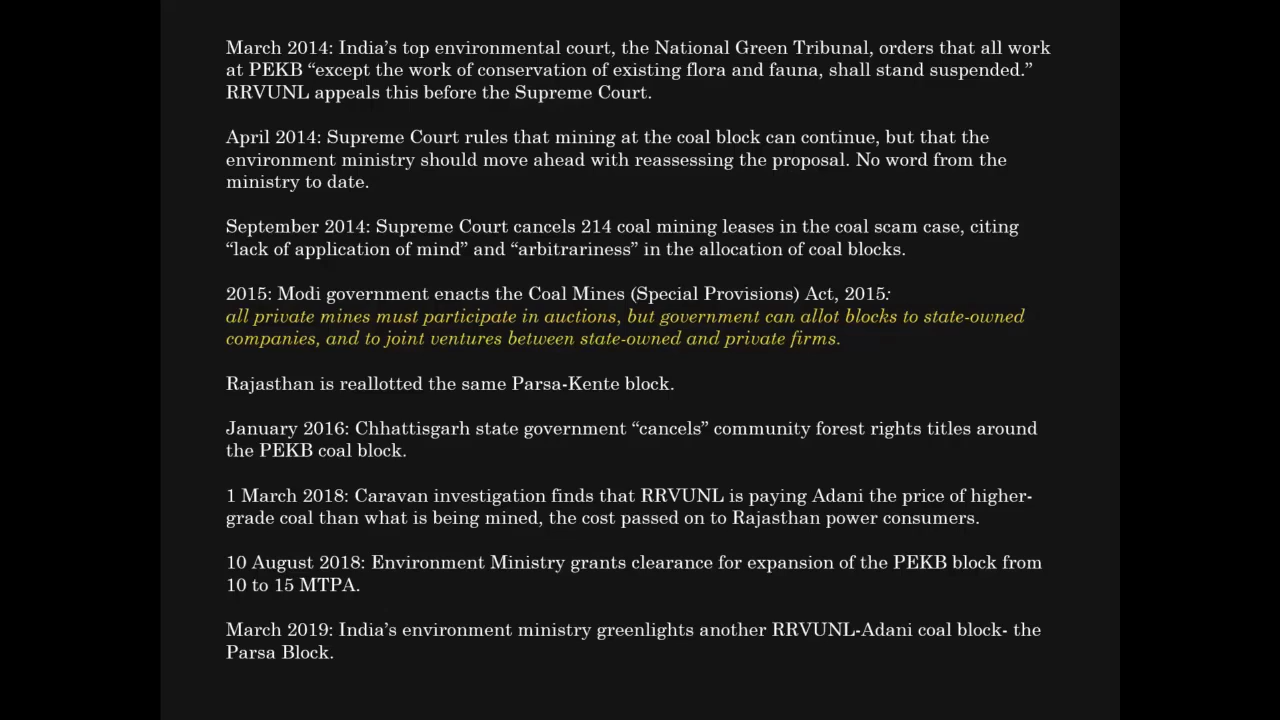 March 2014: India’s top environmental court, the National Green Tribunal, orders that all work
at PEKB “except the work of conservation of existing flora and fauna, shall stand suspended.”
RRVUNL appeals this before the Supreme Court.
April 2014: Supreme Court rules that mining at the coal block can continue, but that the
environment ministry should move ahead with reassessing the proposal. No word from the
ministry to date.
September 2014: Supreme Court cancels 214 coal mining leases in the coal scam case, citing
“lack of application of mind” and “arbitrariness” in the allocation of coal blocks.
2015: Modi government enacts the Coal Mines (Special Provisions) Act, 2015:
all private mines must participate in auctions, but government can allot blocks to state-owned
companies, and to joint ventures between state-owned and private firms.
Rajasthan is reallotted the same Parsa-Kente block.
January 2016: Chhattisgarh state government “cancels” community forest rights titles around
the PEKB coal block.
1 March 2018: Caravan investigation finds that RRVUNL is paying Adani the price of higher-
grade coal than what is being mined, the cost passed on to Rajasthan power consumers.
10 August 2018: Environment Ministry grants clearance for expansion of the PEKB block from
10 to 15 MTPA.
March 2019: India’s environment ministry greenlights another RRVUNL-Adani coal block- the
Parsa Block.